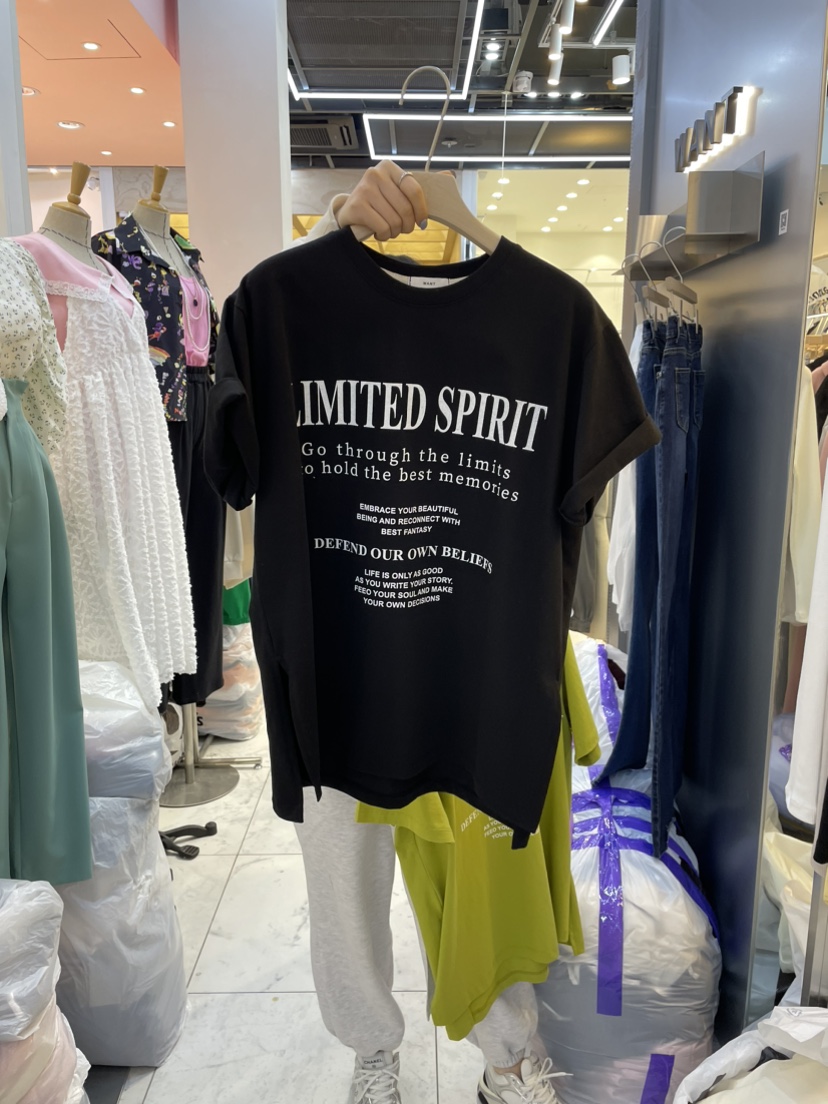 WANT
LIMITED SPIRIT
Go through the limits
to hold the best memories
EMBRACE YOUR BEAUTIFUL
BEING AND RECONNECT WITH
BEST FANTASY
DEFEND OUR OWN BELIEFS
LIFE IS ONLY AS GOOD
AS YOU WRITE YOUR STORY.
FEED YOUR SOUL AND MAKE
YOUR OWN DECISIONS